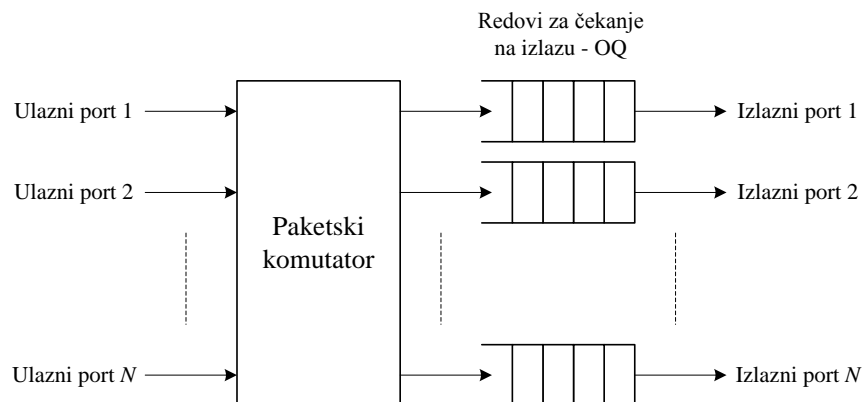 Redovi za čekanje
na izlazu - OQ
Ulazni port 1
Izlazni port 1
Ulazni port 2
Izlazni port 2
Paketski
komutator
Ulazni port N
Izlazni port N